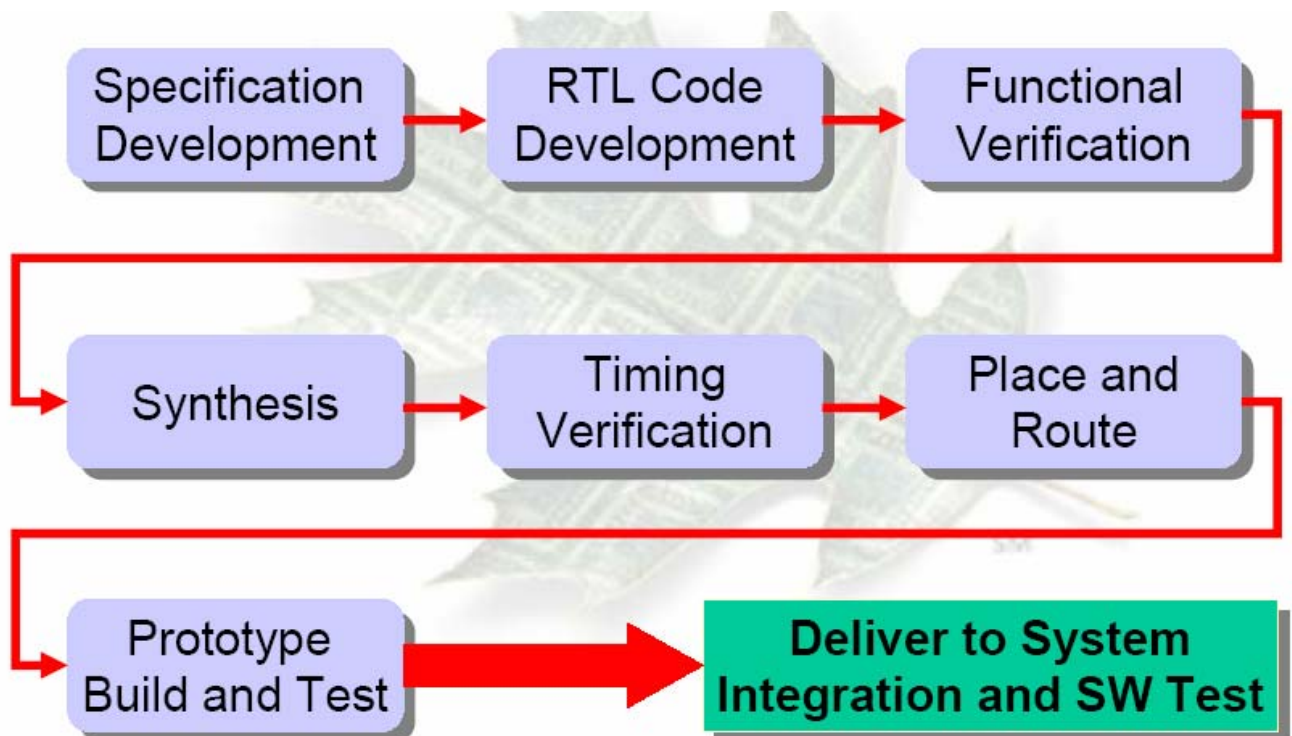 Specification
Development
RTL Code
Development
Functional
Verification
Synthesis
Timing
Verification
Place and
Route
SM
Prototype
Build and Test
Deliver to System
Integration and SW Test